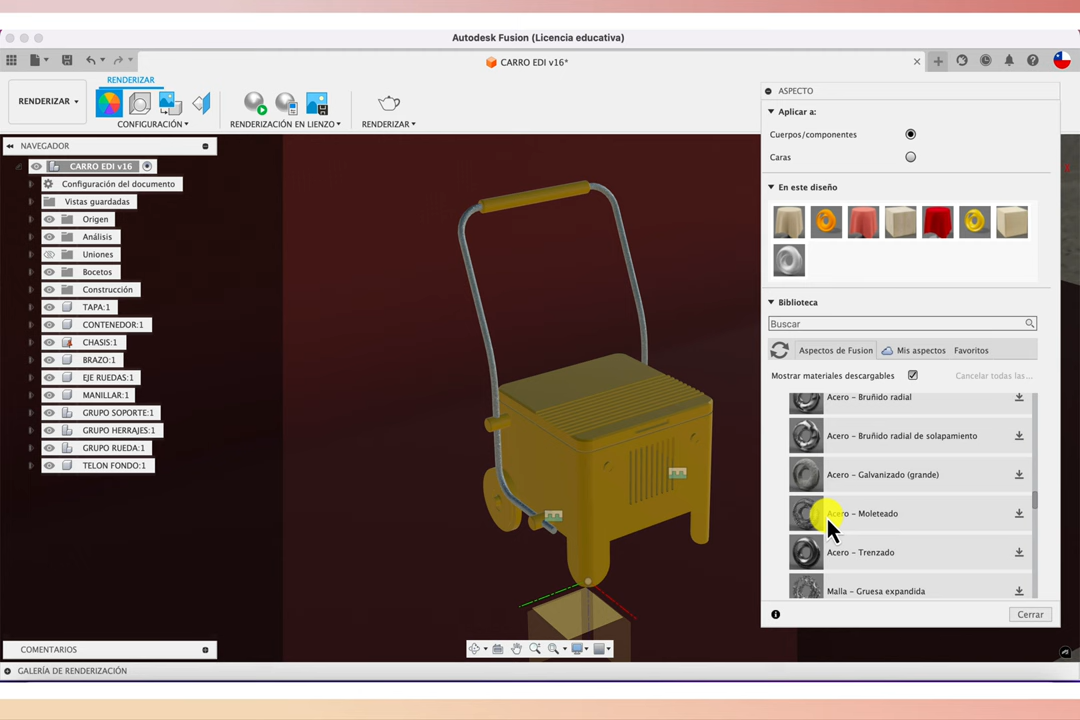 Autodesk Fusion (Licencia educativa)
CARRO EDI v16*
RENDERIZAR
RENDERIZAR
CONFIGURACIÓN
RENDERIZACIÓN EN LIENZO
RENDERIZAR
NAVEGADOR
CARRO EDI v16
Configuración del documento
Vistas guardadas
Origen
Análisis
Uniones
Bocetos
Construcción
TAPA:1
CONTENEDOR:1
CHASIS:1
BRAZO:1
EJE RUEDAS:1
MANILLAR:1
GRUPO SOPORTE:1
GRUPO HERRAJES:1
GRUPO RUEDA:1
TELON FONDO:1
COMENTARIOS
GALERÍA DE RENDERIZACIÓN
ASPECTO
Aplicar a:
Cuerpos/componentes
Caras
En este diseño
Biblioteca
Buscar
Aspectos de Fusion
Mis aspectos
Favoritos
Mostrar materiales descargables
Cancelar todas las...
Acero - Bruñido radial
Acero - Bruñido radial de solapamiento
Acero - Galvanizado (grande)
Acero - Moleteado
Acero - Trenzado
Malla - Gruesa expandida
Cerrar